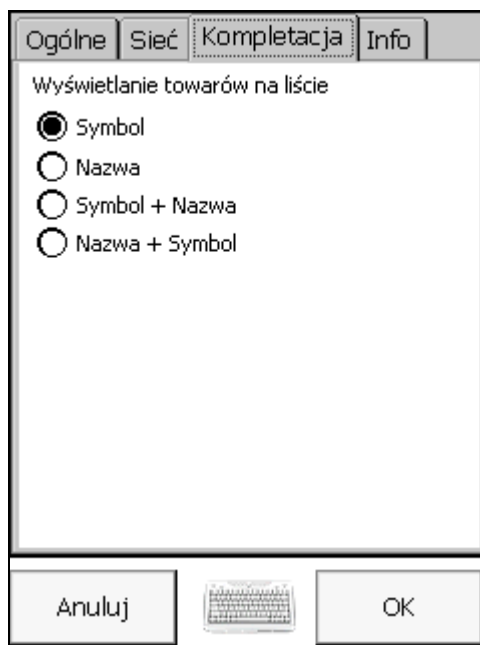 Ogólne Sieć Kompletacja Info
Wyświetlanie towarów na liście
Symbol
Nazwa
Symbol + Nazwa
Nazwa + Symbol
Anuluj OK